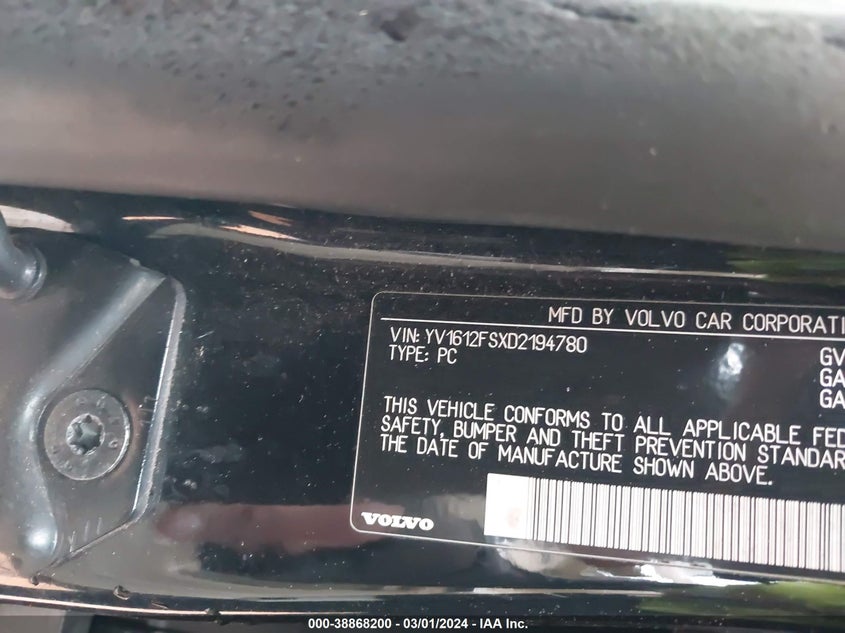 MFD BY VOLVO CAR CORPORATI
VIN: YV1612FSXD2194780
TYPE: PC
GV
GA
GA
THIS VEHICLE CONFORMS TO ALL APPLICABLE FED
SAFETY, BUMPER AND THEFT PREVENTION STANDAR
THE DATE OF MANUFACTURE SHOWN ABOVE.
VOLVO
000-38868200 - 03/01/2024 - IAA Inc.